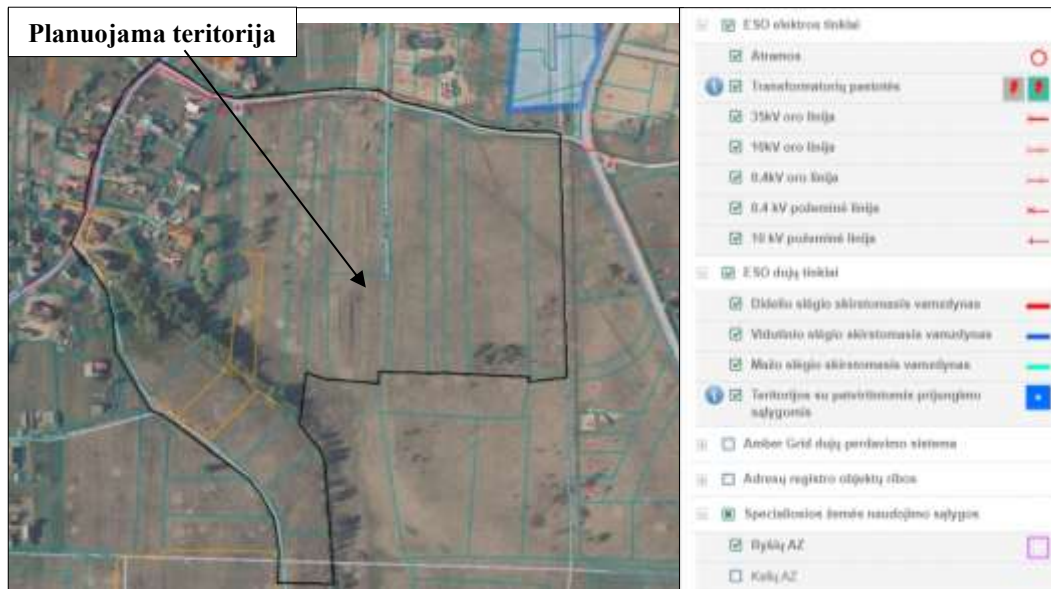 Planuojama teritorija
ESO elektros tinklai
Atramos
Transformatorių pastotės
35kV oro linija
10kV oro linija
0.4kV oro linija
0.4 kV požeminė linija
10 kV požeminė linija
ESO dujų tinklai
Didelio slėgio skirstomasis vamzdynas
Vidutinio slėgio skirstomasis vamzdynas
Mažo slėgio skirstomasis vamzdynas
Teritorijos su patvirtintomis prijungimo
sąlygomis
Amber Grid dujų perdavimo sistema
Adresų registro objektų ribos
Specialiosios žemės naudojimo sąlygos
Ryšių AZ
Kelių AZ